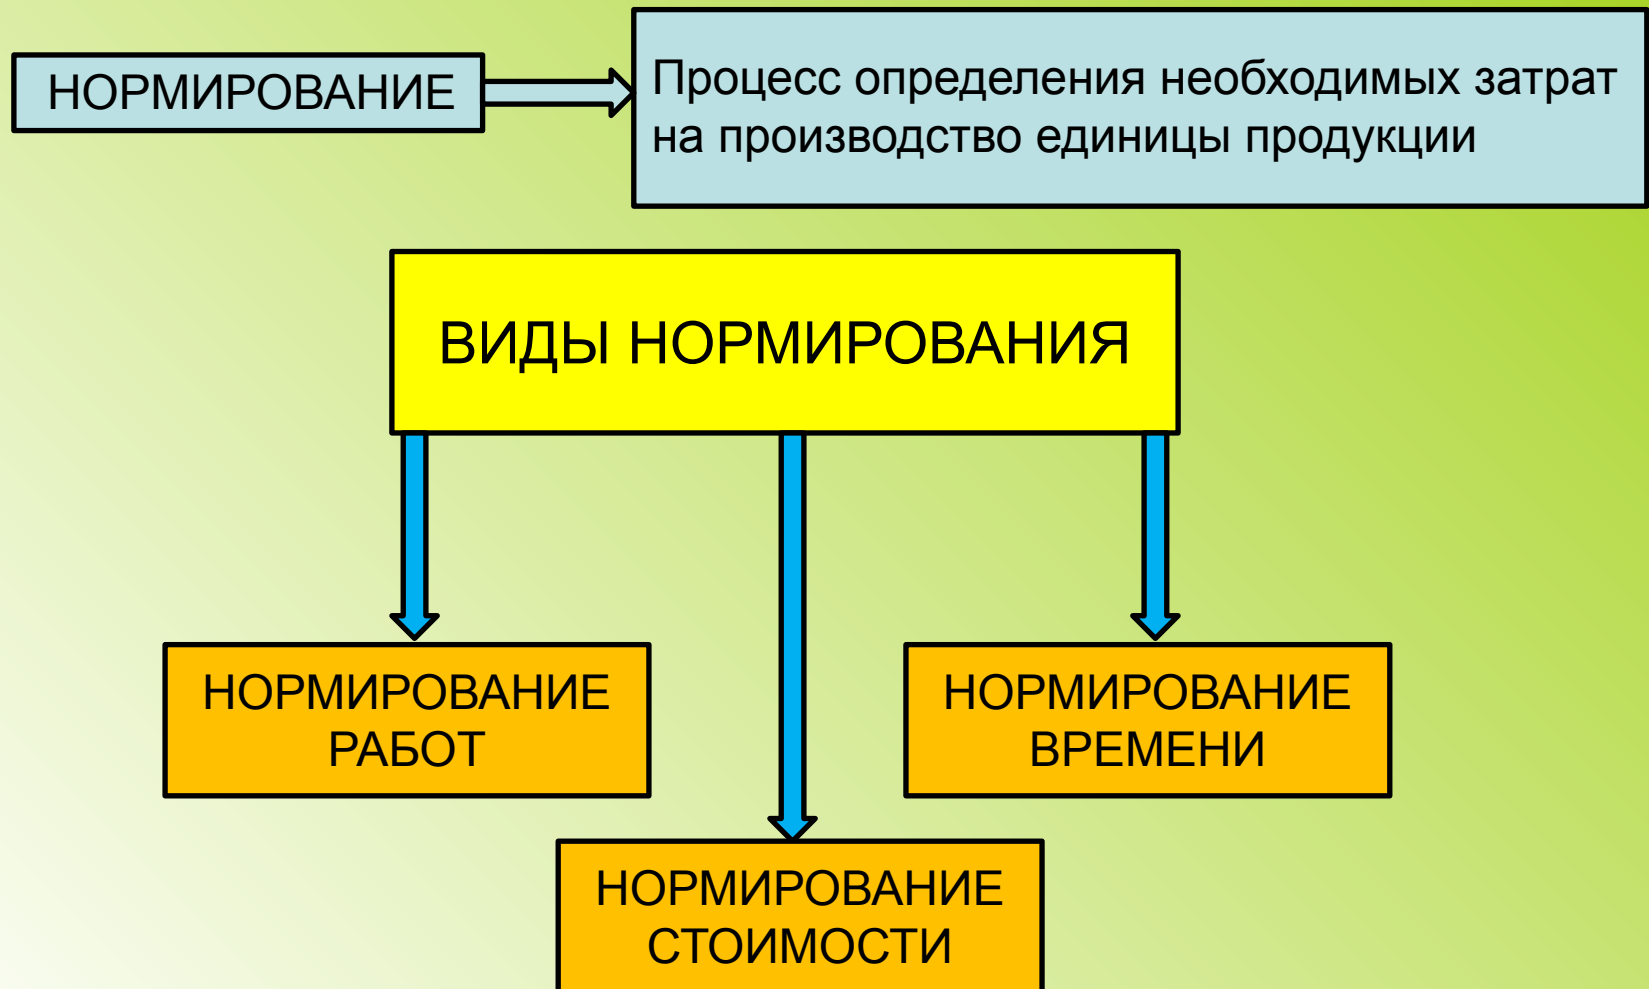 НОРМИРОВАНИЕ
Процесс определения необходимых затрат
на производство единицы продукции
ВИДЫ НОРМИРОВАНИЯ
НОРМИРОВАНИЕ
РАБОТ
НОРМИРОВАНИЕ
ВРЕМЕНИ
НОРМИРОВАНИЕ
СТОИМОСТИ